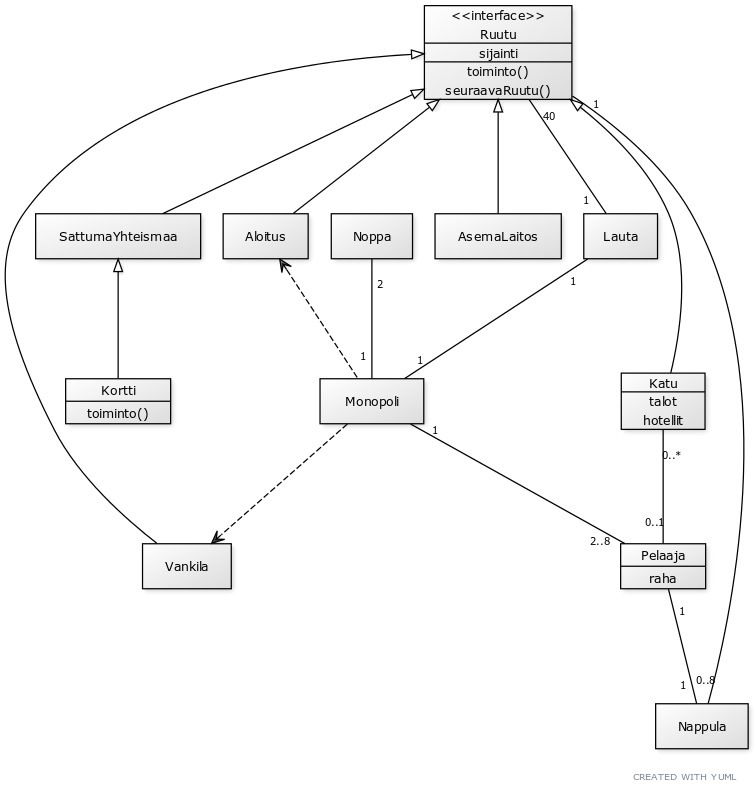 <<interface>>
Ruutu
sijainti
toiminto()
seuraavaRuutu()
1
40
1
SattumaYhteismaa
Aloitus
Noppa
AsemaLaitos
Lauta
2
1
1
1
Kortti
toiminto()
Monopoli
Katu
talot
hotellit
1
0..*
0..1
2..8
Vankila
Pelaaja
raha
1
1
0..8
Nappula
CREATED WITH YUML